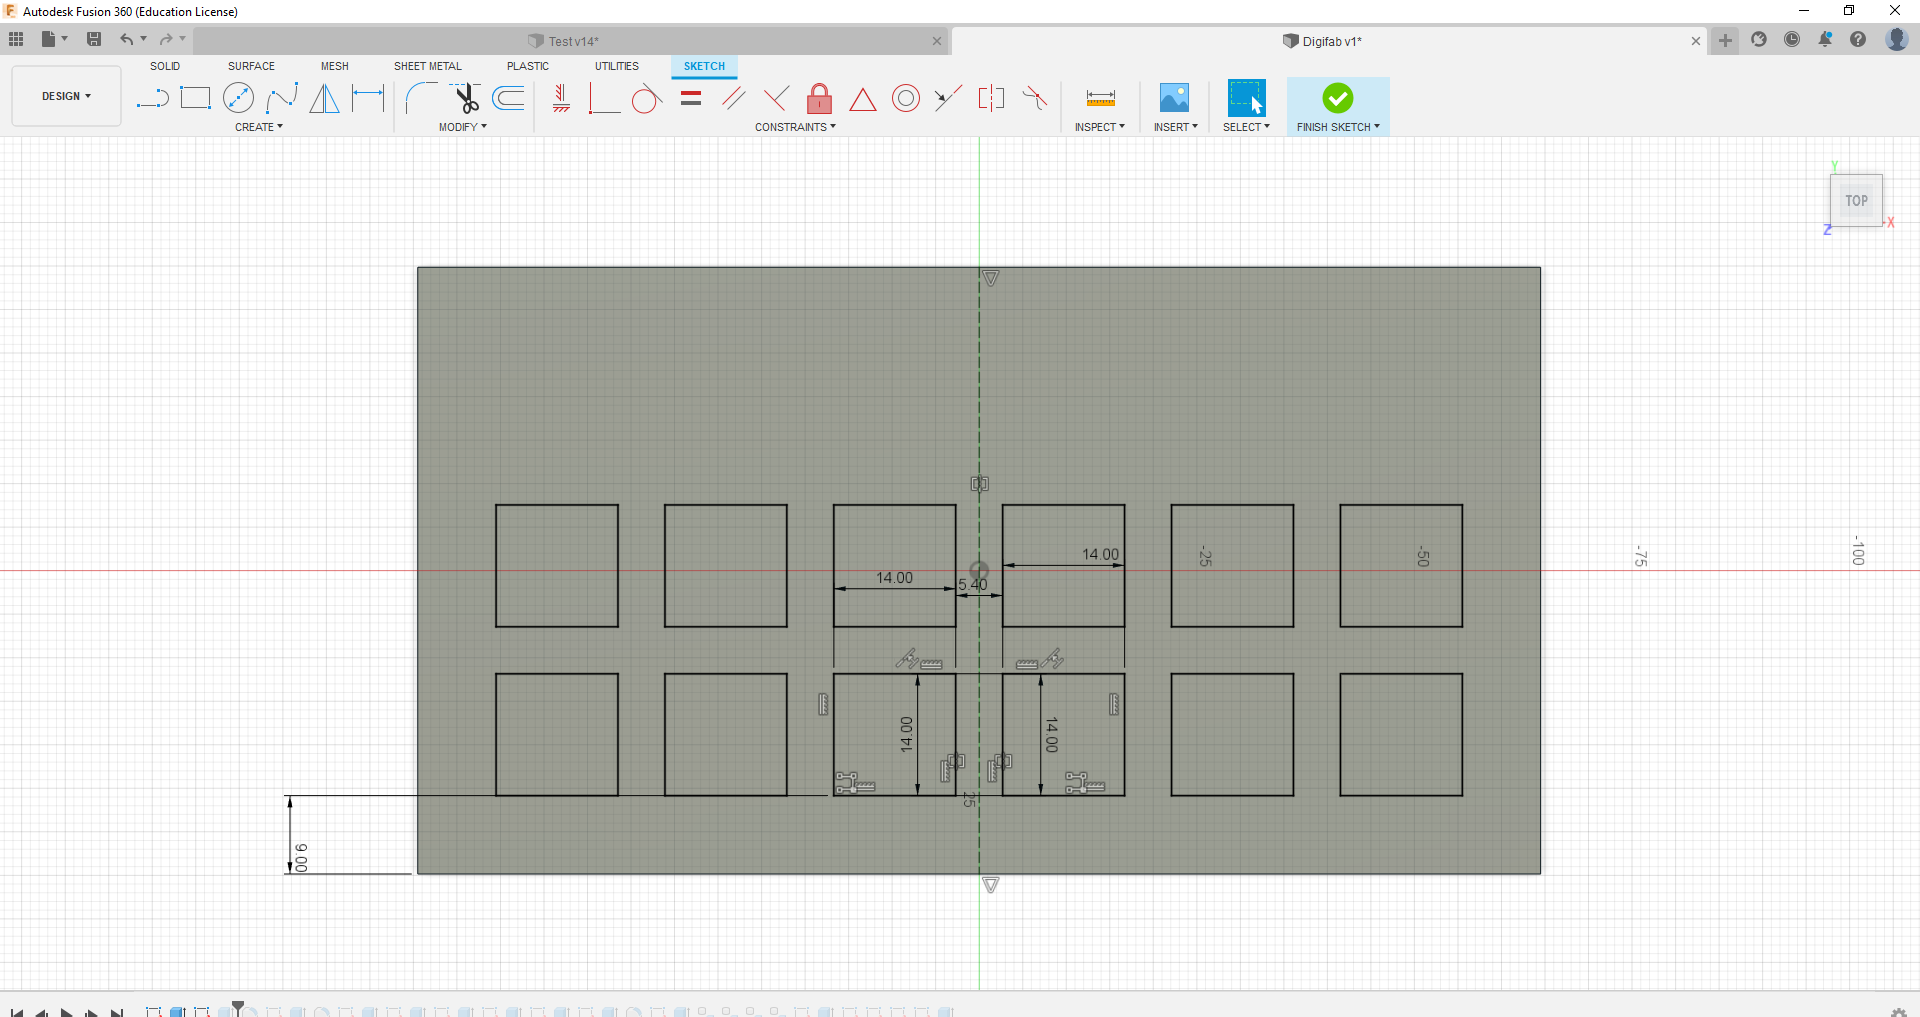 Autodesk Fusion 360 (Education License)
Test v14*
Digifab v1*
SOLID SURFACE MESH SHEET METAL PLASTIC UTILITIES SKETCH
DESIGN
CREATE MODIFY CONSTRAINTS INSPECT INSERT SELECT FINISH SKETCH
Y
TOP
Z
-X
14.00
-25
-50
-75
-100
14.00
5.40
14.00
14.00
25
9.00